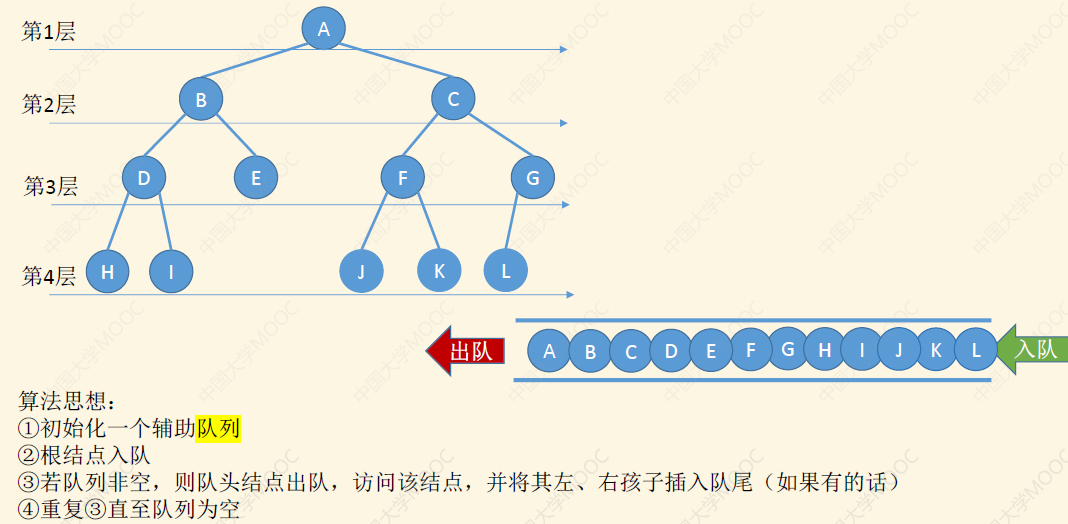 第1层
A
第2层
B C
第3层
D E F G
第4层
H I J K L
出队 A B C D E F G H I J K L 入队
算法思想：
①初始化一个辅助队列
②根结点入队
③若队列非空，则队头结点出队，访问该结点，并将其左、右孩子插入队尾（如果有的话）
④重复③直至队列为空
中国大学MOOC